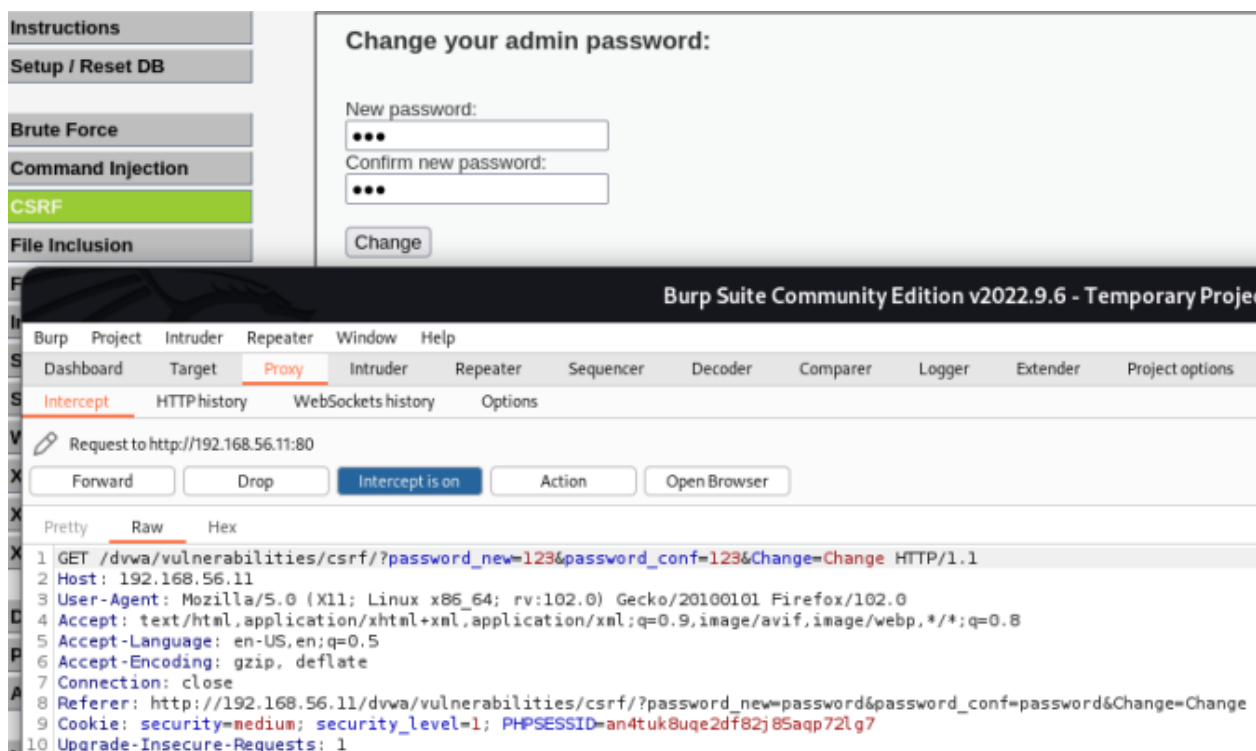 Instructions
Setup / Reset DB
Brute Force
Command Injection
CSRF
File Inclusion
Change your admin password:
New password:
•••
Confirm new password:
•••
Change
Burp Suite Community Edition v2022.9.6 - Temporary
Burp Project Intruder Repeater Window Help
Dashboard Target Proxy Intruder Repeater Sequencer Decoder Comparer Logger Extender Project options
Intercept HTTP history WebSockets history Options
Request to http://192.168.56.11:80
Forward Drop Intercept is on Action Open Browser
Pretty Raw Hex
1 GET /dvwa/vulnerabilities/csrf/?password_new=123&password_conf=123&Change=Change HTTP/1.1
2 Host: 192.168.56.11
3 User-Agent: Mozilla/5.0 (X11; Linux x86_64; rv:102.0) Gecko/20100101 Firefox/102.0
4 Accept: text/html,application/xhtml+xml,application/xml;q=0.9,image/avif,image/webp,*/*;q=0.8
5 Accept-Language: en-US,en;q=0.5
6 Accept-Encoding: gzip, deflate
7 Connection: close
8 Referer: http://192.168.56.11/dvwa/vulnerabilities/csrf/?password_new=password&password_conf=password&Change=Change
9 Cookie: security=medium; security_level=1; PHPSESSID=an4tuk8uqe2df82j85aqp72lg7
10 Upgrade-Insecure-Requests: 1